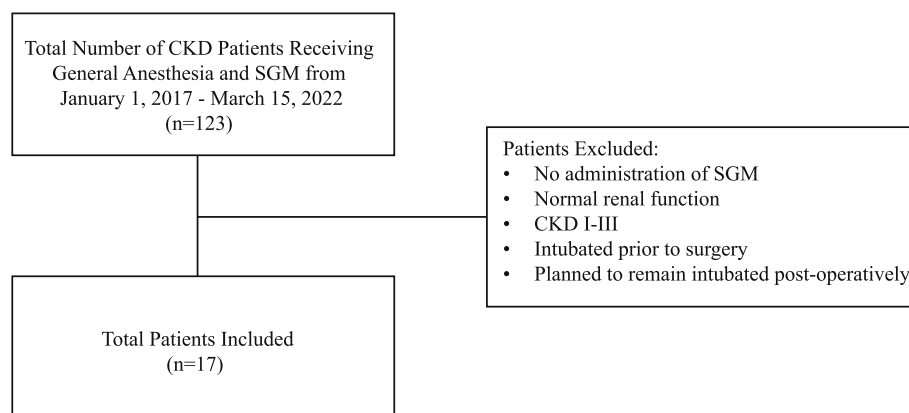 Total Number of CKD Patients Receiving
General Anesthesia and SGM from
January 1, 2017 - March 15, 2022
(n=123)
Patients Excluded:
• No administration of SGM
• Normal renal function
• CKD I-III
• Intubated prior to surgery
• Planned to remain intubated post-operatively
Total Patients Included
(n=17)